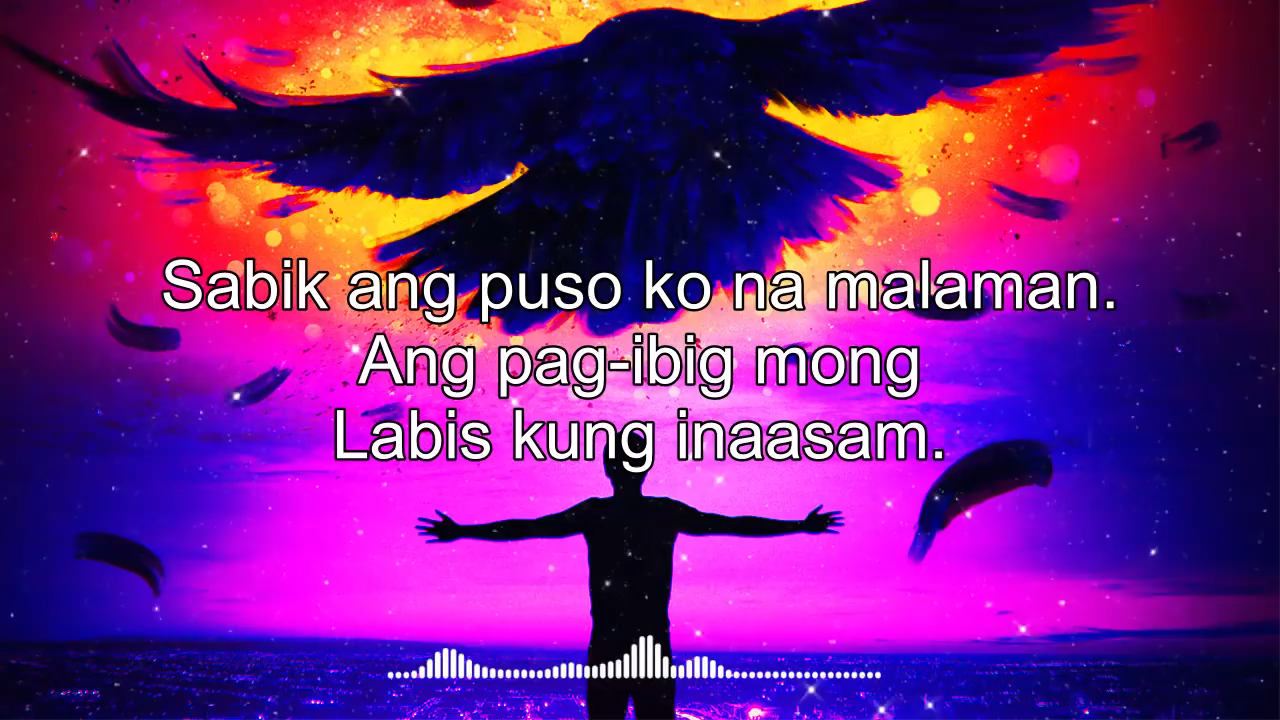 Sabik ang puso ko na malaman.
Ang pag-ibig mong
Labis kung inaasam.